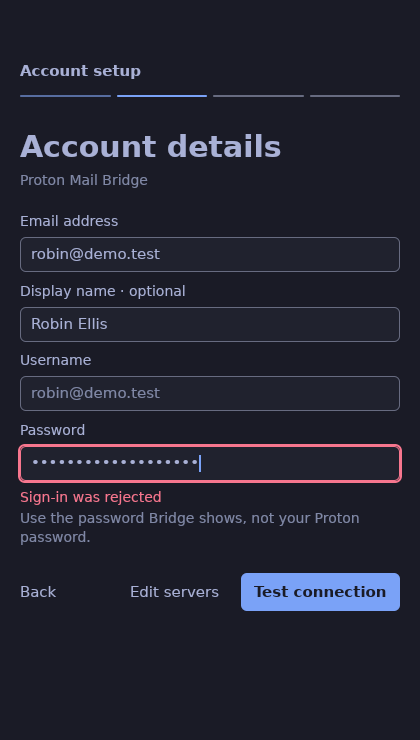 Account setup
Account details
Proton Mail Bridge
Email address
robin@demo.test
Display name · optional
Robin Ellis
Username
robin@demo.test
Password
•••••••••••••••••••
Sign-in was rejected
Use the password Bridge shows, not your Proton
password.
Back Edit servers Test connection